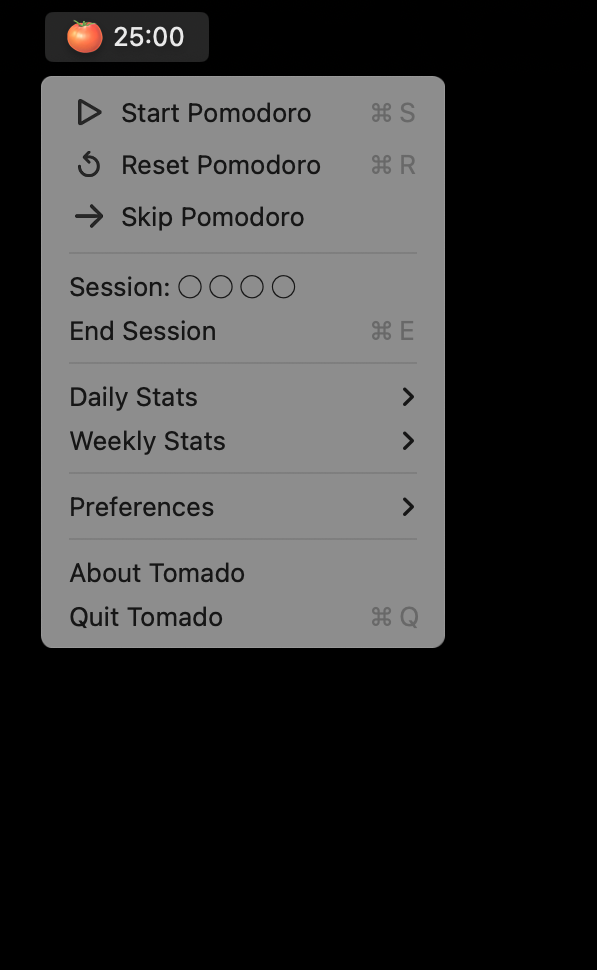 🍅 25:00
Start Pomodoro ⌘ S
Reset Pomodoro ⌘ R
Skip Pomodoro
Session: ◯ ◯ ◯ ◯
End Session ⌘ E
Daily Stats
Weekly Stats
Preferences
About Tomado
Quit Tomado ⌘ Q